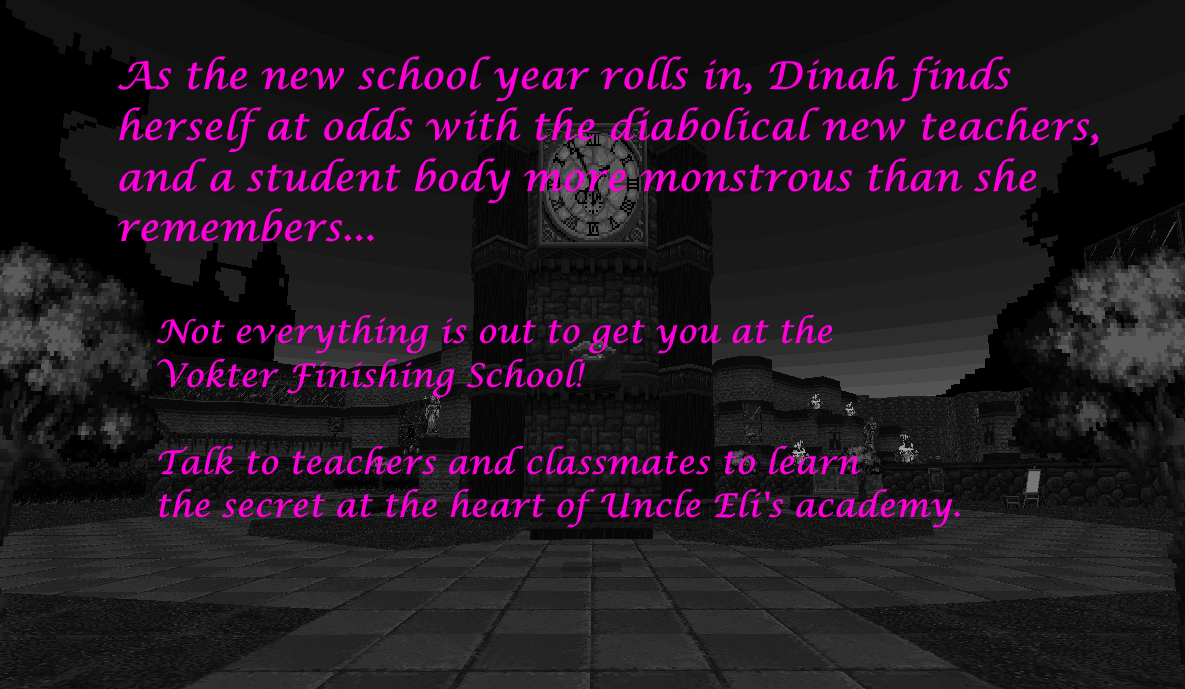 As the new school year rolls in, Dinah finds
herself at odds with the diabolical new teachers,
and a student body more monstrous than she
remembers...
Not everything is out to get you at the
Vokter Finishing School!
Talk to teachers and classmates to learn
the secret at the heart of Uncle Eli's academy.